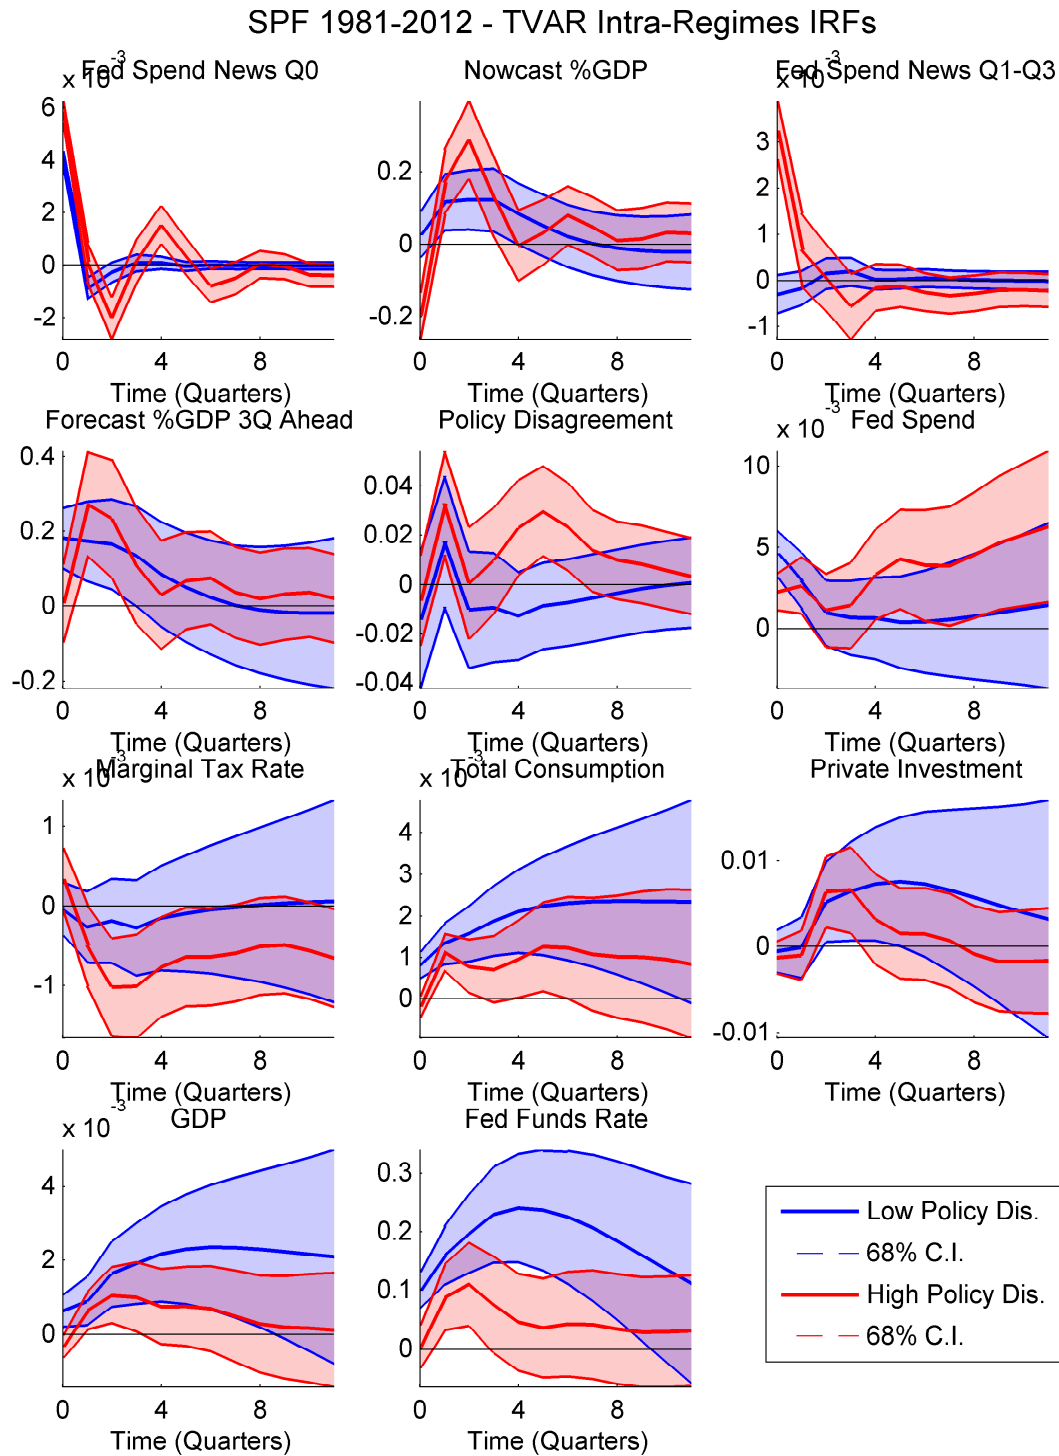 SPF 1981-2012 - TVAR Intra-Regimes IRFs
x 10^-3
Fed Spend News Q0
6
4
2
0
-2
0 4 8
Time (Quarters)
Nowcast %GDP
0.2
0
-0.2
0 4 8
Time (Quarters)
x 10^-3
Fed Spend News Q1-Q3
3
2
1
0
-1
0 4 8
Time (Quarters)
Forecast %GDP 3Q Ahead
0.4
0.2
0
-0.2
0 4 8
Time (Quarters)
Policy Disagreement
0.04
0.02
0
-0.02
-0.04
0 4 8
Time (Quarters)
x 10^-3
Fed Spend
10
5
0
0 4 8
Time (Quarters)
x 10^-3
Marginal Tax Rate
1
0
-1
0 4 8
Time (Quarters)
x 10^-3
Total Consumption
4
3
2
1
0
0 4 8
Time (Quarters)
Private Investment
0.01
0
-0.01
0 4 8
Time (Quarters)
x 10^-3
GDP
4
2
0
0 4 8
Time (Quarters)
Fed Funds Rate
0.3
0.2
0.1
0
0 4 8
Time (Quarters)
Low Policy Dis.
68% C.I.
High Policy Dis.
68% C.I.